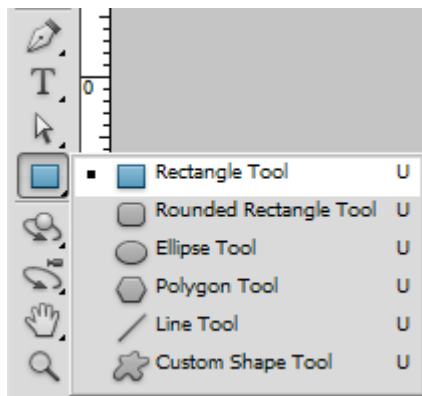 T
0
Rectangle Tool U
Rounded Rectangle Tool U
Ellipse Tool U
Polygon Tool U
Line Tool U
Custom Shape Tool U